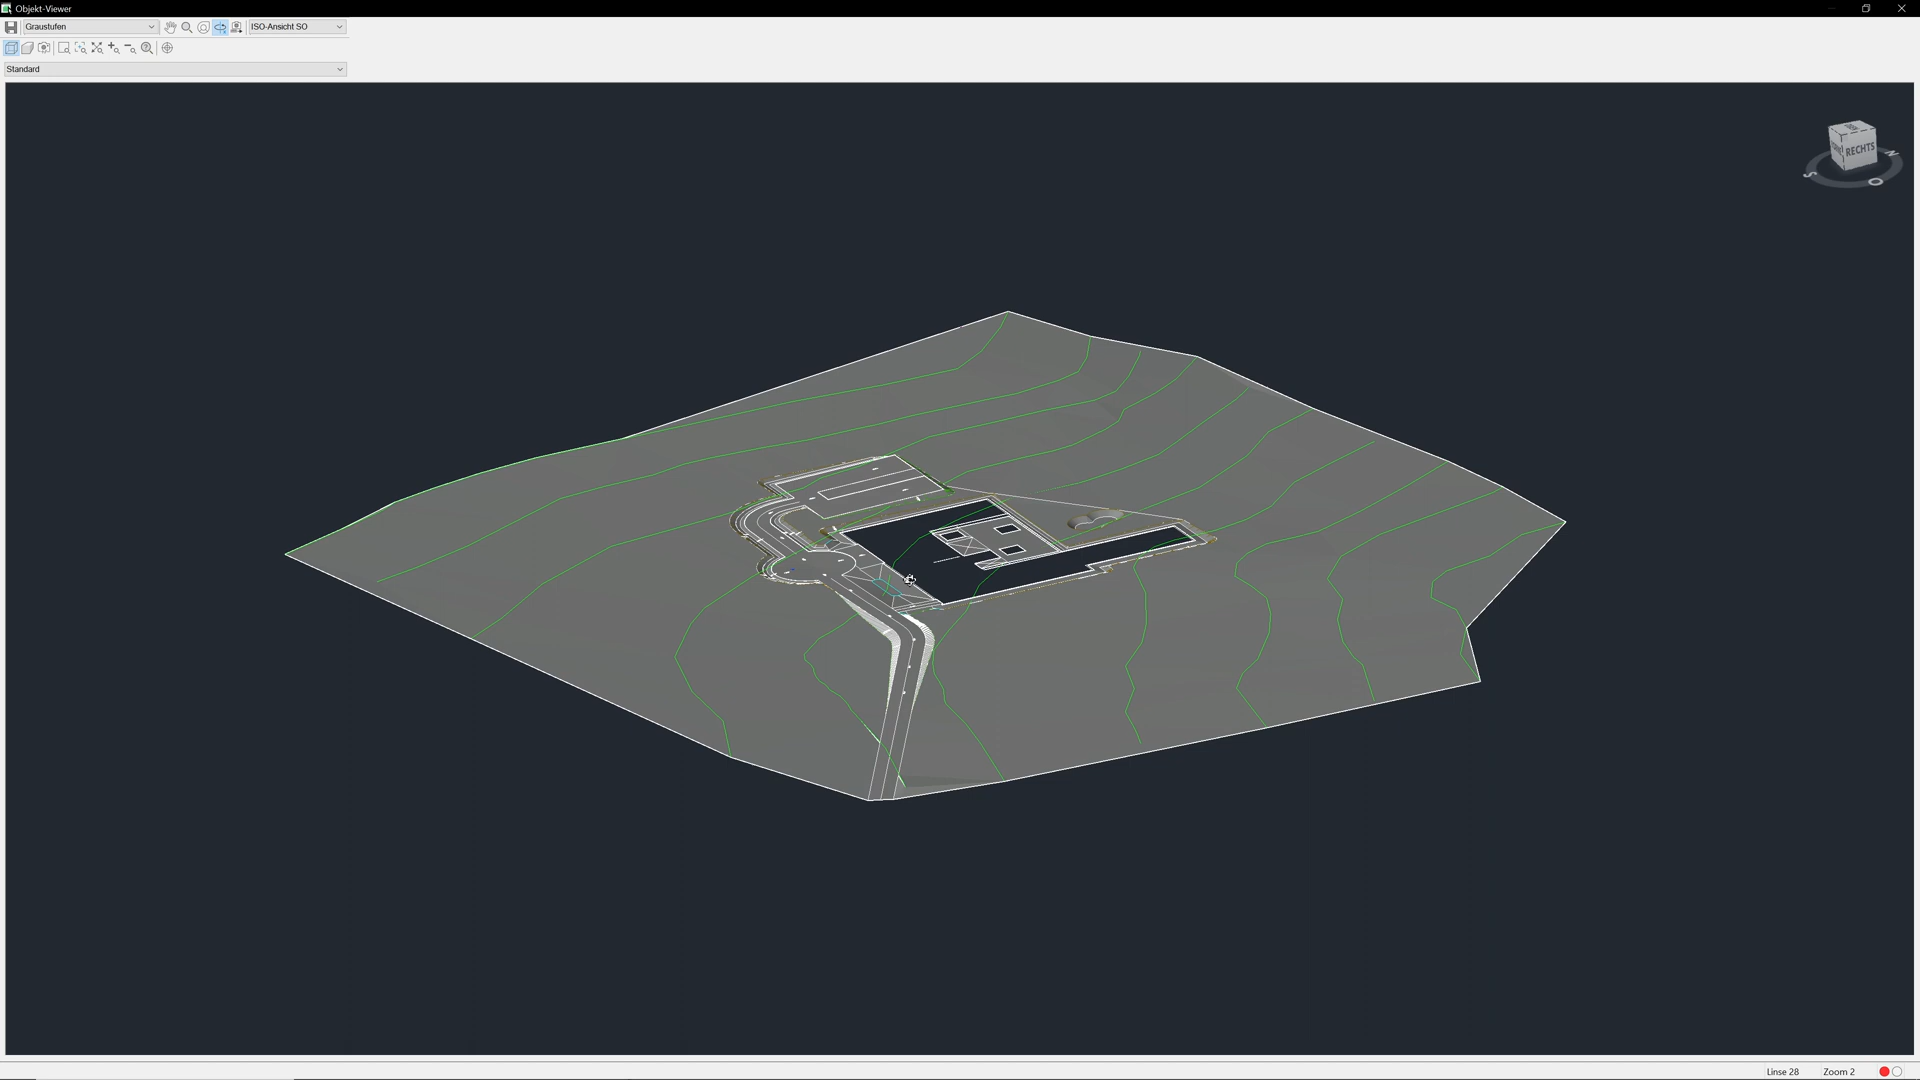 Objekt-Viewer
Graustufen
ISO-Ansicht SO
Standard
RECHTS
S
O
N
Linse 28
Zoom 2